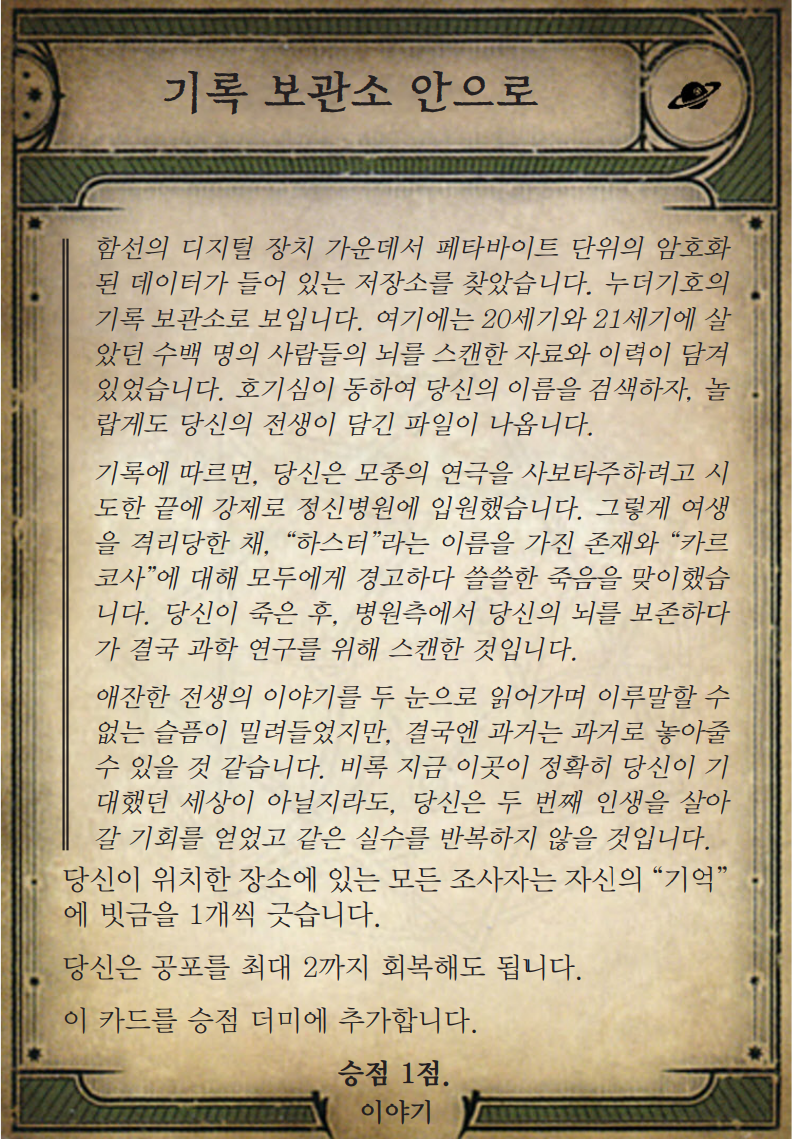 기록 보관소 안으로
함선의 디지털 장치 가운데서 페타바이트 단위의 암호화
된 데이터가 들어 있는 저장소를 찾았습니다. 누더기호의
기록 보관소로 보입니다. 여기에는 20세기와 21세기에 살
았던 수백 명의 사람들의 뇌를 스캔한 자료와 이력이 담겨
있었습니다. 호기심이 동하여 당신의 이름을 검색하자, 놀
랍게도 당신의 전생이 담긴 파일이 나옵니다.
기록에 따르면, 당신은 모종의 연극을 사보타주하려고 시
도한 끝에 강제로 정신병원에 입원했습니다. 그렇게 여생
을 격리당한 채, “하스터”라는 이름을 가진 존재와 “카르
코사”에 대해 모두에게 경고하다 쓸쓸한 죽음을 맞이했습
니다. 당신이 죽은 후, 병원측에서 당신의 뇌를 보존하다
가 결국 과학 연구를 위해 스캔한 것입니다.
애잔한 전생의 이야기를 두 눈으로 읽어가며 이루말할 수
없는 슬픔이 밀려들었지만, 결국엔 과거는 과거로 놓아줄
수 있을 것 같습니다. 비록 지금 이곳이 정확히 당신이 기
대했던 세상이 아닐지라도, 당신은 두 번째 인생을 살아
갈 기회를 얻었고 같은 실수를 반복하지 않을 것입니다.
당신이 위치한 장소에 있는 모든 조사자는 자신의 “기억”
에 빗금을 1개씩 긋습니다.
당신은 공포를 최대 2까지 회복해도 됩니다.
이 카드를 승점 더미에 추가합니다.
승점 1점.
이야기